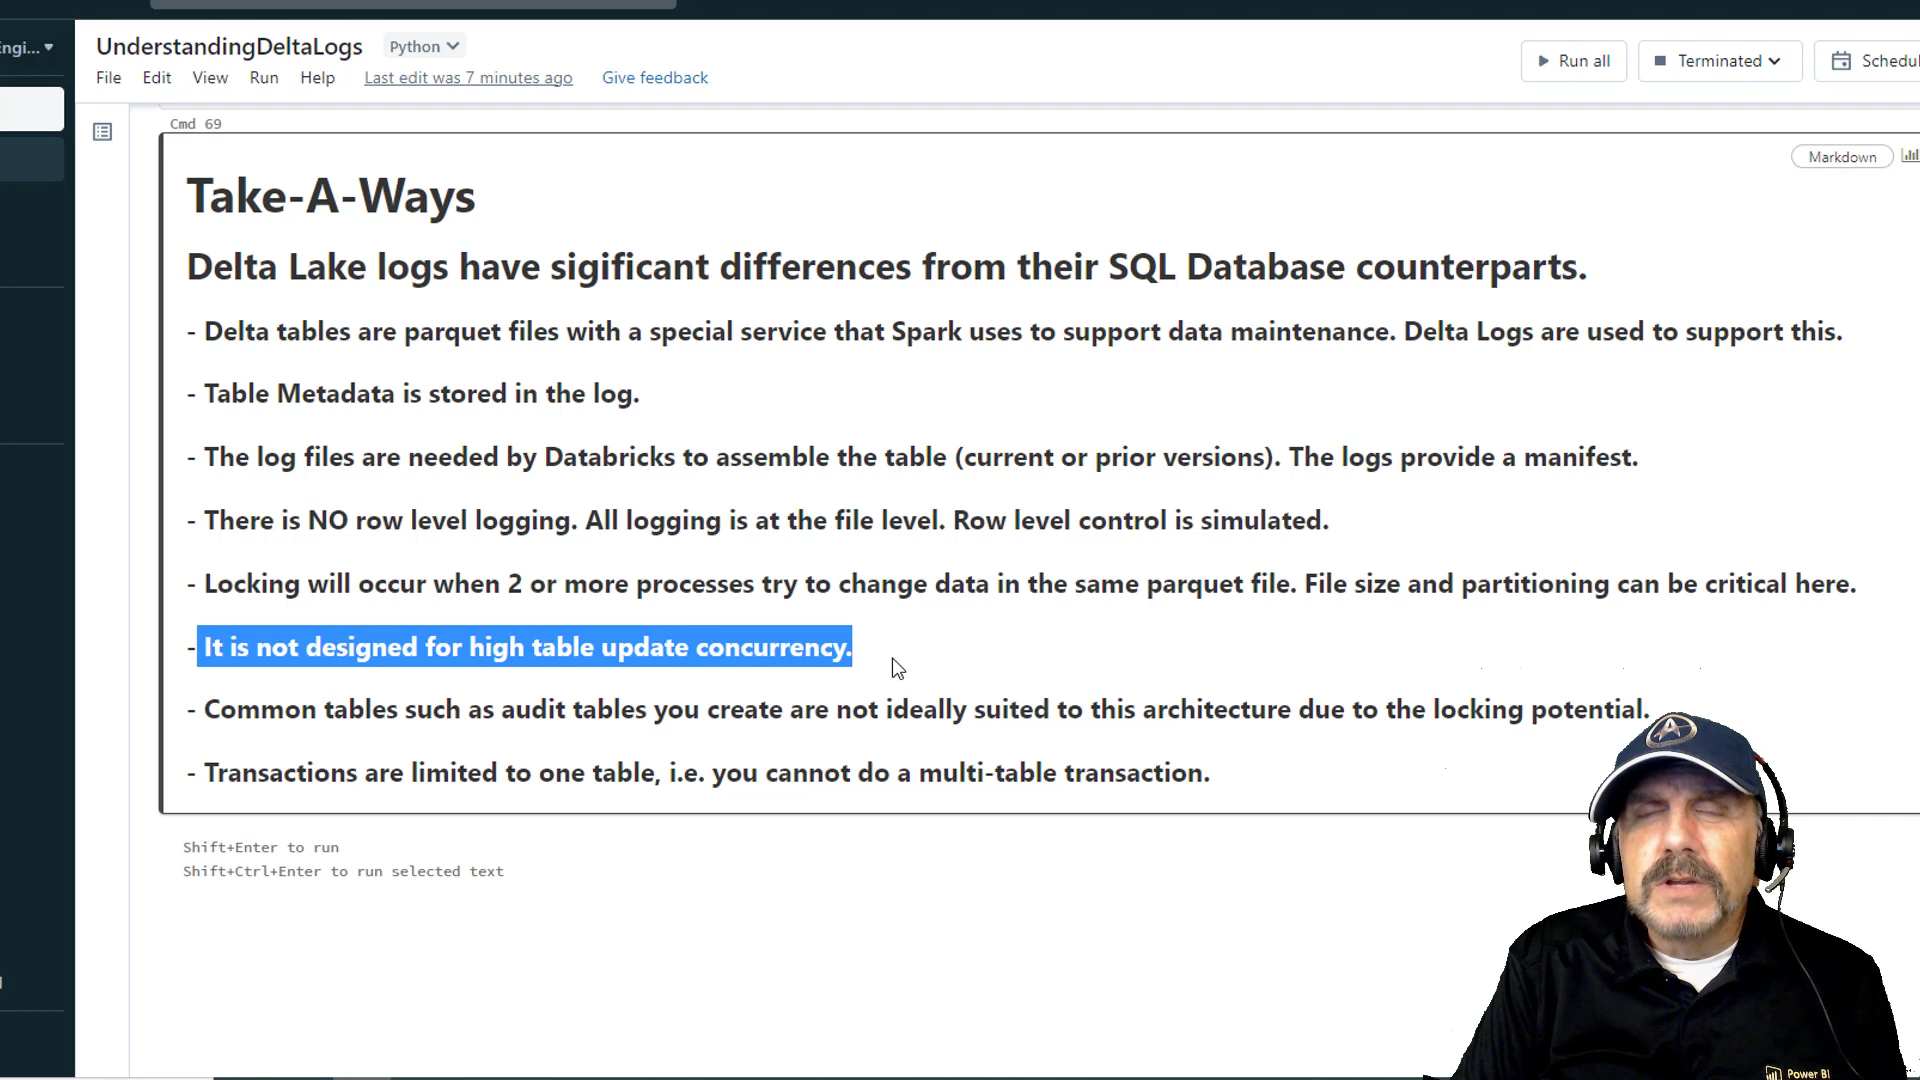 Engi...
UnderstandingDeltaLogs Python
File Edit View Run Help Last edit was 7 minutes ago Give feedback
Run all Terminated Schedul
Cmd 69
Markdown
Take-A-Ways
Delta Lake logs have sigificant differences from their SQL Database counterparts.
- Delta tables are parquet files with a special service that Spark uses to support data maintenance. Delta Logs are used to support this.
- Table Metadata is stored in the log.
- The log files are needed by Databricks to assemble the table (current or prior versions). The logs provide a manifest.
- There is NO row level logging. All logging is at the file level. Row level control is simulated.
- Locking will occur when 2 or more processes try to change data in the same parquet file. File size and partitioning can be critical here.
- It is not designed for high table update concurrency.
- Common tables such as audit tables you create are not ideally suited to this architecture due to the locking potential.
- Transactions are limited to one table, i.e. you cannot do a multi-table transaction.
Shift+Enter to run
Shift+Ctrl+Enter to run selected text
Power BI